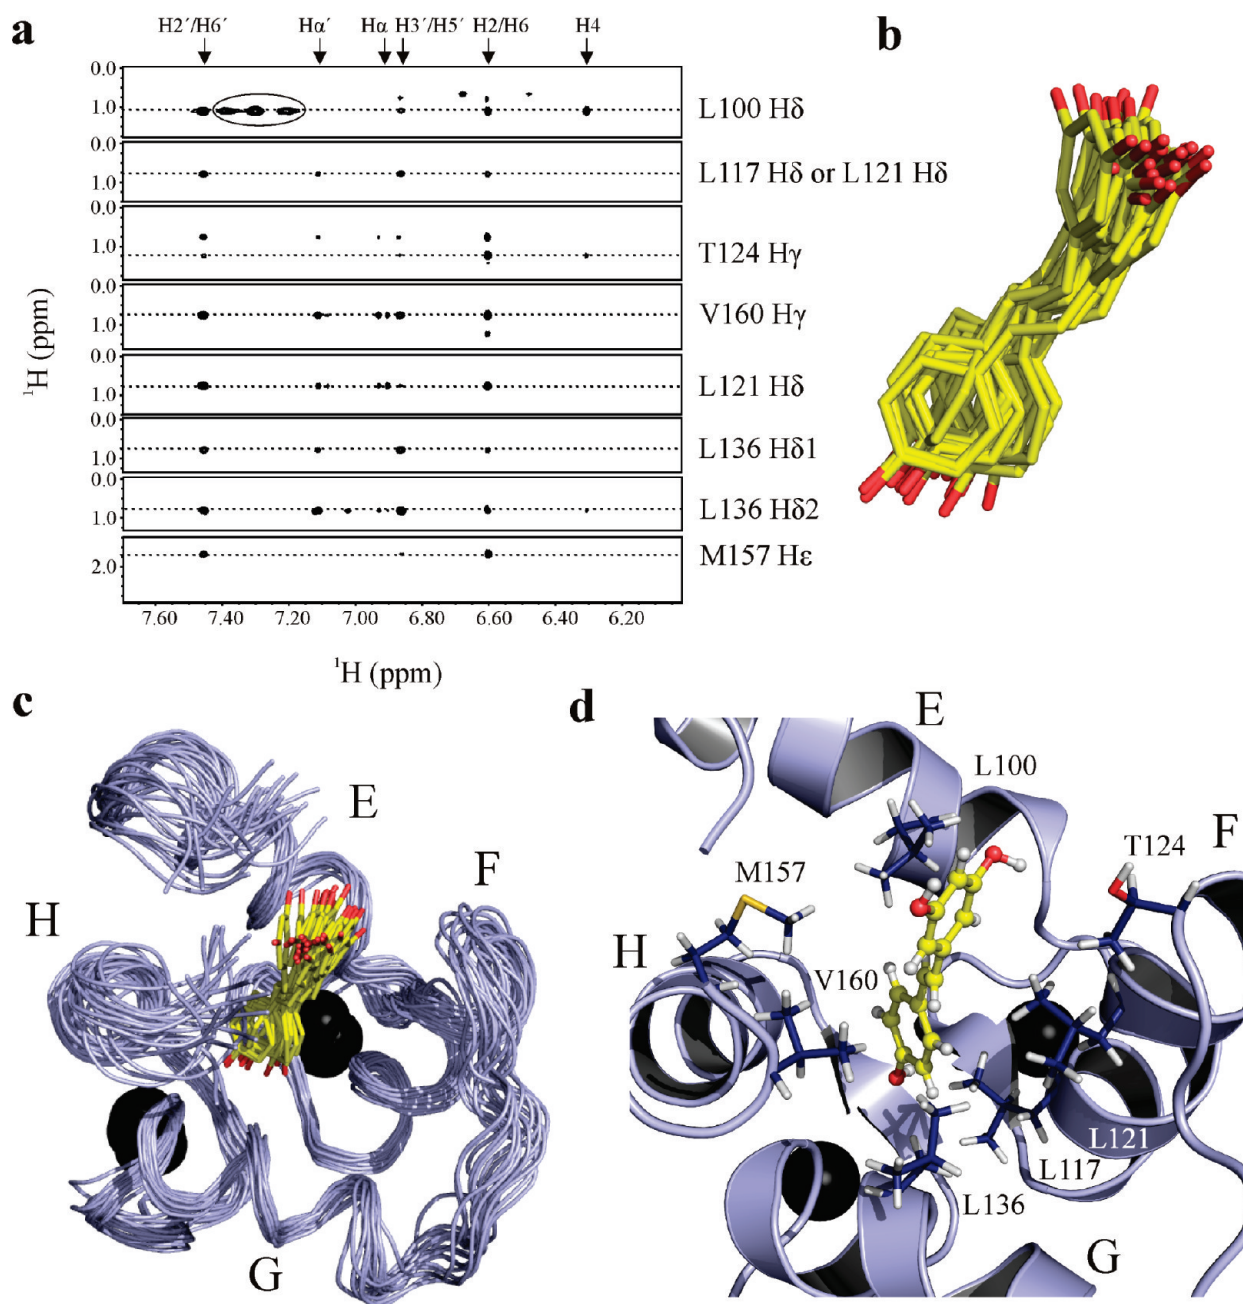 a
H2´/H6´ Hα´ Hα H3´/H5´ H2/H6 H4
b
0.0
1.0
L100 Hδ
0.0
1.0
L117 Hδ or L121 Hδ
0.0
1.0
T124 Hγ
0.0
1.0
V160 Hγ
0.0
1.0
L121 Hδ
0.0
1.0
L136 Hδ1
0.0
1.0
L136 Hδ2
2.0
M157 Hε
¹H (ppm)
7.60 7.40 7.20 7.00 6.80 6.60 6.40 6.20
¹H (ppm)
c
E
F
H
G
d
E
L100
F
T124
M157
H
V160
L121
L117
L136
G